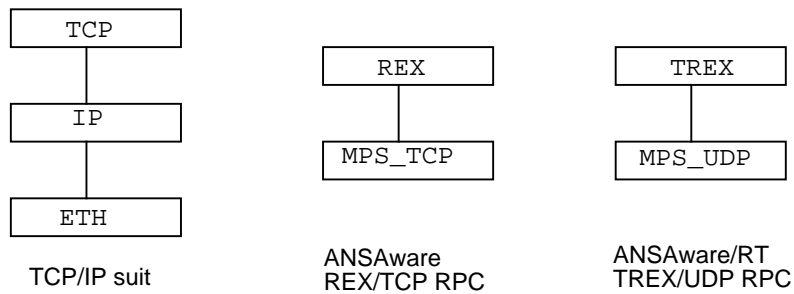 TCP
IP
ETH
TCP/IP suit
REX
MPS_TCP
ANSAware
REX/TCP RPC
TREX
MPS_UDP
ANSAware/RT
TREX/UDP RPC